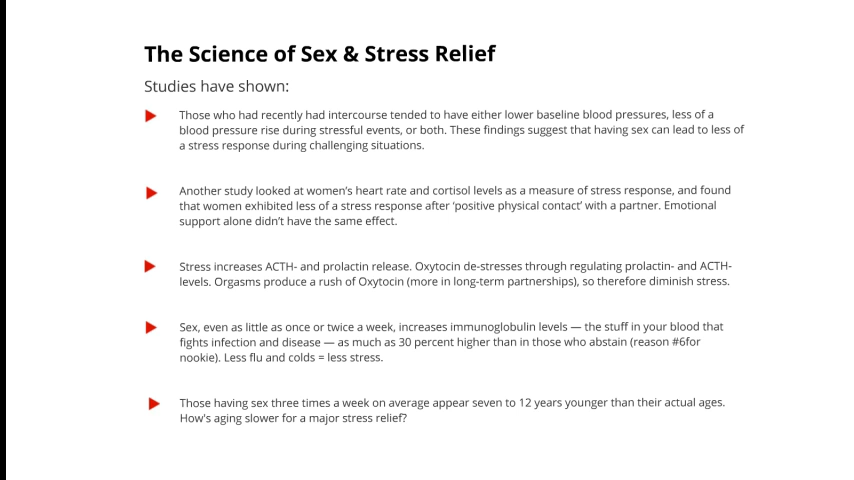 The Science of Sex & Stress Relief
Studies have shown:
Those who had recently had intercourse tended to have either lower baseline blood pressures, less of a
blood pressure rise during stressful events, or both. These findings suggest that having sex can lead to less of
a stress response during challenging situations.
Another study looked at women's heart rate and cortisol levels as a measure of stress response, and found
that women exhibited less of a stress response after ‘positive physical contact’ with a partner. Emotional
support alone didn’t have the same effect.
Stress increases ACTH- and prolactin release. Oxytocin de-stresses through regulating prolactin- and ACTH-
levels. Orgasms produce a rush of Oxytocin (more in long-term partnerships), so therefore diminish stress.
Sex, even as little as once or twice a week, increases immunoglobulin levels — the stuff in your blood that
fights infection and disease — as much as 30 percent higher than in those who abstain (reason #6for
nookie). Less flu and colds = less stress.
Those having sex three times a week on average appear seven to 12 years younger than their actual ages.
How's aging slower for a major stress relief?